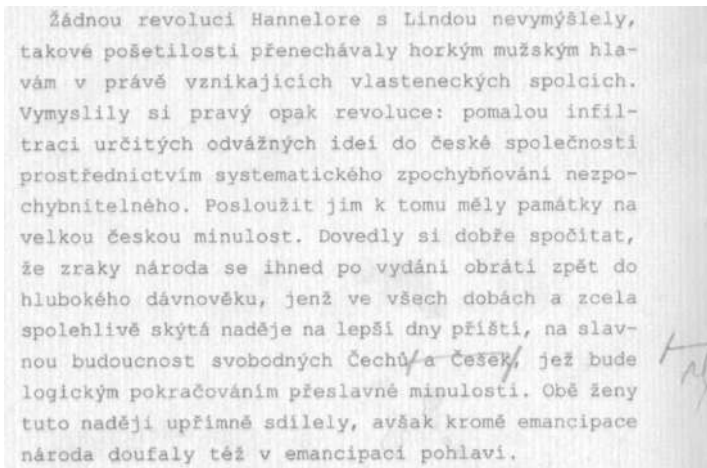 Žádnou revoluci Hannelore s Lindou nevymýšlely,
takové pošetilosti přenechávaly horkým mužským hla-
vám v právě vznikajících vlasteneckých spolcích.
Vymyslily si pravý opak revoluce: pomalou infil-
traci určitých odvážných idejí do české společnosti
prostřednictvím systematického zpochybňování nezpo-
chybnitelného. Posloužit jim k tomu měly památky na
velkou českou minulost. Dovedly si dobře spočítat,
že zraky národa se ihned po vydání obrátí zpět do
hlubokého dávnověku, jenž ve všech dobách a zcela
spolehlivě skýtá naděje na lepší dny příští, na slav-
nou budoucnost svobodných Čechů a Češek, jež bude
logickým pokračováním přeslavné minulosti. Obě ženy
tuto naději upřímně sdílely, avšak kromě emancipace
národa doufaly též v emancipaci pohlaví.